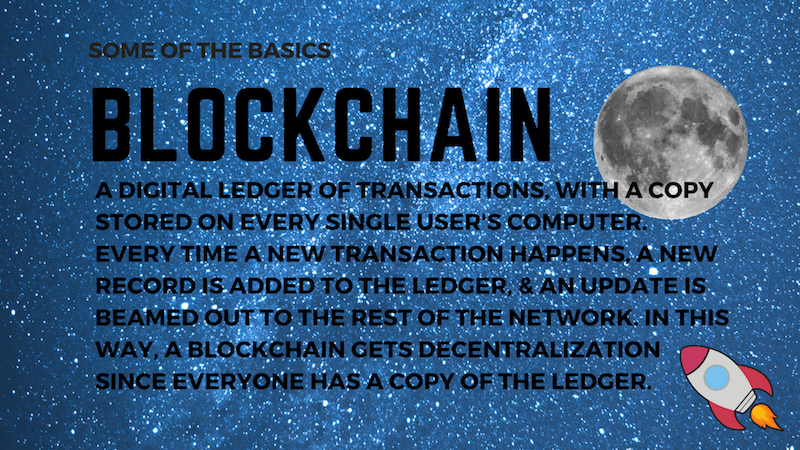 SOME OF THE BASICS
BLOCKCHAIN
A DIGITAL LEDGER OF TRANSACTIONS, WITH A COPY
STORED ON EVERY SINGLE USER'S COMPUTER.
EVERY TIME A NEW TRANSACTION HAPPENS, A NEW
RECORD IS ADDED TO THE LEDGER, & AN UPDATE IS
BEAMED OUT TO THE REST OF THE NETWORK. IN THIS
WAY, A BLOCKCHAIN GETS DECENTRALIZATION
SINCE EVERYONE HAS A COPY OF THE LEDGER.